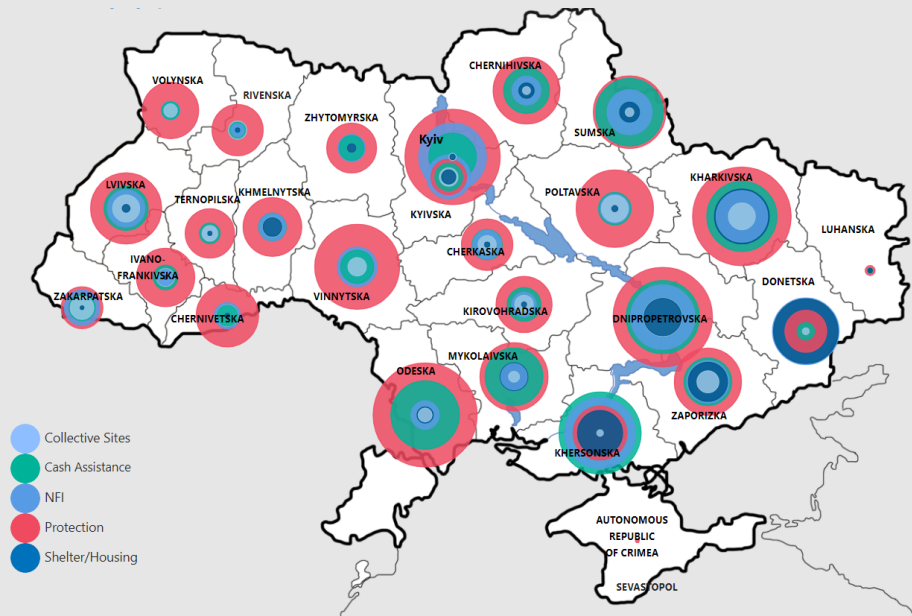 VOLYNSKA
RIVENSKA
ZHYTOMYRSKA
CHERNIHIVSKA
SUMSKA
Kyiv
KYIVSKA
LVIVSKA
TERNOPILSKA
KHMELNYTSKA
POLTAVSKA
KHARKIVSKA
LUHANSKA
IVANO-
FRANKIVSKA
ZAKARPATSKA
CHERNIVETSKA
VINNYTSKA
CHERKASKA
KIROVOHRADSKA
DNIPROPETROVSKA
DONETSKA
MYKOLAIVSKA
ODESKA
ZAPORIZKA
KHERSONSKA
AUTONOMOUS
REPUBLIC
OF CRIMEA
SEVASTOPOL
Collective Sites
Cash Assistance
NFI
Protection
Shelter/Housing